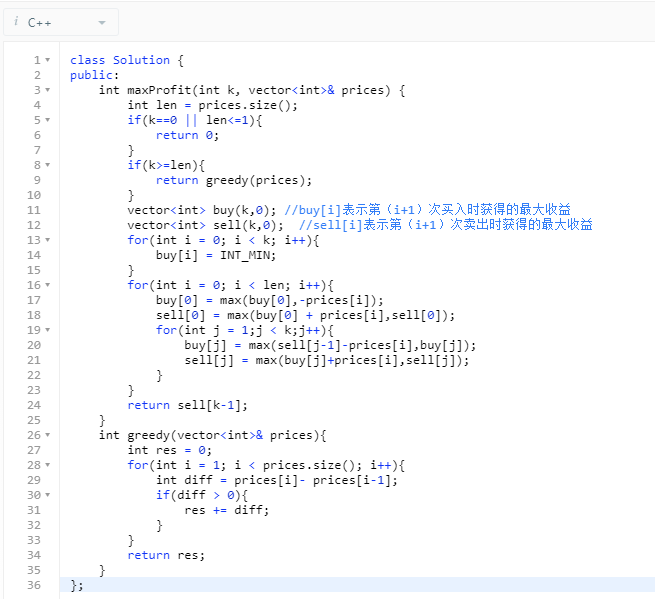 i C++
1 class Solution {
2 public:
3 int maxProfit(int k, vector<int>& prices) {
4 int len = prices.size();
5 if(k==0 || len<=1){
6 return 0;
7 }
8 if(k>=len){
9 return greedy(prices);
10 }
11 vector<int> buy(k,0); //buy[i]表示第（i+1）次买入时获得的最大收益
12 vector<int> sell(k,0);  //sell[i]表示第（i+1）次卖出时获得的最大收益
13 for(int i = 0; i < k; i++){
14 buy[i] = INT_MIN;
15 }
16 for(int i = 0; i < len; i++){
17 buy[0] = max(buy[0],-prices[i]);
18 sell[0] = max(buy[0] + prices[i],sell[0]);
19 for(int j = 1;j < k;j++){
20 buy[j] = max(sell[j-1]-prices[i],buy[j]);
21 sell[j] = max(buy[j]+prices[i],sell[j]);
22 }
23 }
24 return sell[k-1];
25 }
26 int greedy(vector<int>& prices){
27 int res = 0;
28 for(int i = 1; i < prices.size(); i++){
29 int diff = prices[i]- prices[i-1];
30 if(diff > 0){
31 res += diff;
32 }
33 }
34 return res;
35 }
36 };